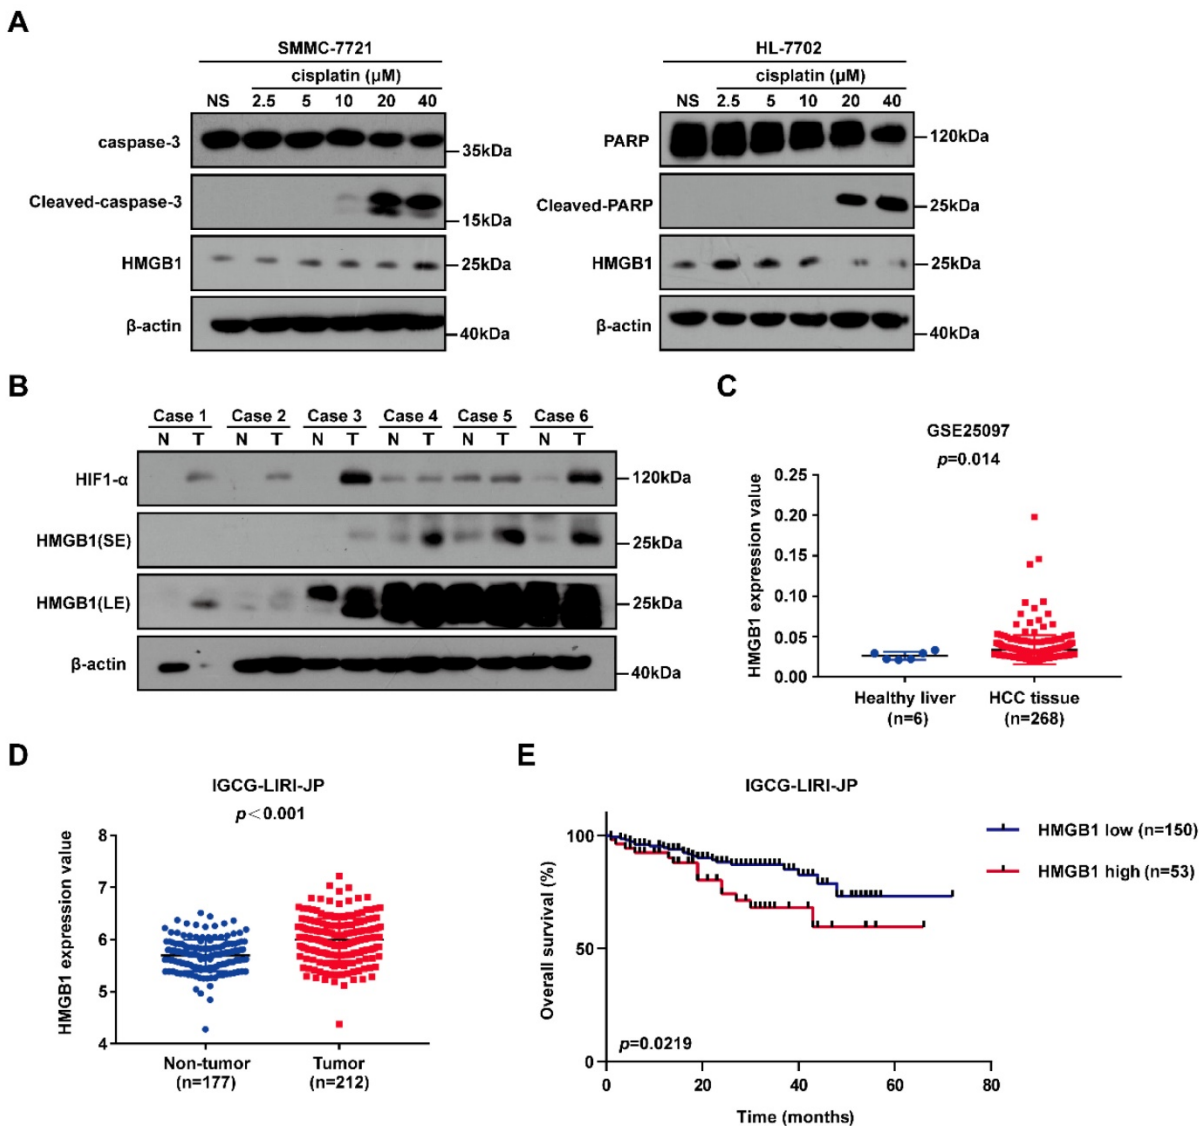 A
SMMC-7721
cisplatin (μM)
NS 2.5 5 10 20 40
caspase-3
35kDa
Cleaved-caspase-3
15kDa
HMGB1
25kDa
β-actin
40kDa
HL-7702
cisplatin (μM)
NS 2.5 5 10 20 40
PARP
120kDa
Cleaved-PARP
25kDa
HMGB1
25kDa
β-actin
40kDa
B
Case 1 Case 2 Case 3 Case 4 Case 5 Case 6
N T N T N T N T N T N T
HIF1-α
120kDa
HMGB1(SE)
25kDa
HMGB1(LE)
25kDa
β-actin
40kDa
C
GSE25097
p=0.014
HMGB1 expression value
0.25
0.20
0.15
0.10
0.05
0.00
Healthy liver HCC tissue
(n=6) (n=268)
D
IGCG-LIRI-JP
p<0.001
HMGB1 expression value
8
7
6
5
4
Non-tumor Tumor
(n=177) (n=212)
E
IGCG-LIRI-JP
HMGB1 low (n=150)
HMGB1 high (n=53)
Overall survival (%)
100
50
0
p=0.0219
0 20 40 60 80
Time (months)